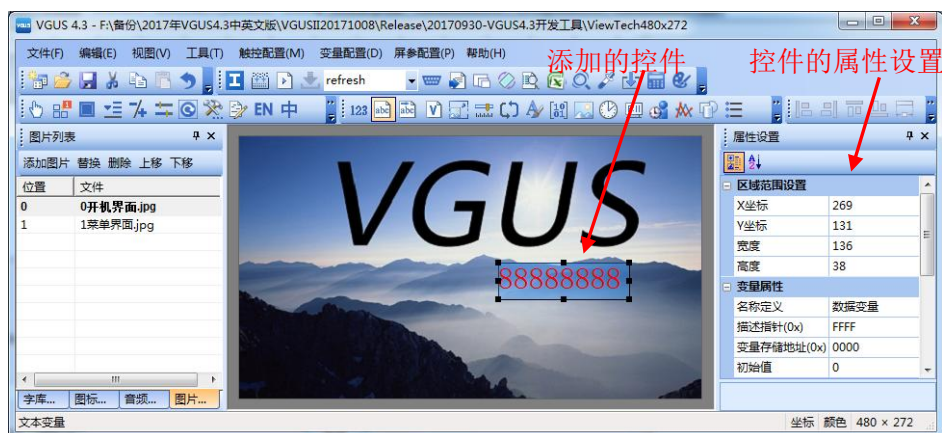 VGUS 4.3 - F:\备份\2017年VGUS4.3中英文版\VGUSII20171008\Release\20170930-VGUS4.3开发工具\ViewTech480x272
文件(F) 编辑(E) 视图(V) 工具(T) 触控配置(M) 变量配置(D) 屏参配置(P) 帮助(H)
添加的控件 控件的属性设置
refresh
EN 中 123 abc abc
图片列表
属性设置
添加图片 替换 删除 上移 下移
位置 文件
0 0开机界面.jpg
1 1菜单界面.jpg
VGUS
88888888
区域范围设置
X坐标 269
Y坐标 131
宽度 136
高度 38
变量属性
名称定义 数据变量
描述指针(0x) FFFF
变量存储地址(0x) 0000
初始值 0
字库... 图标... 音频... 图片...
文本变量 坐标 颜色 480 × 272